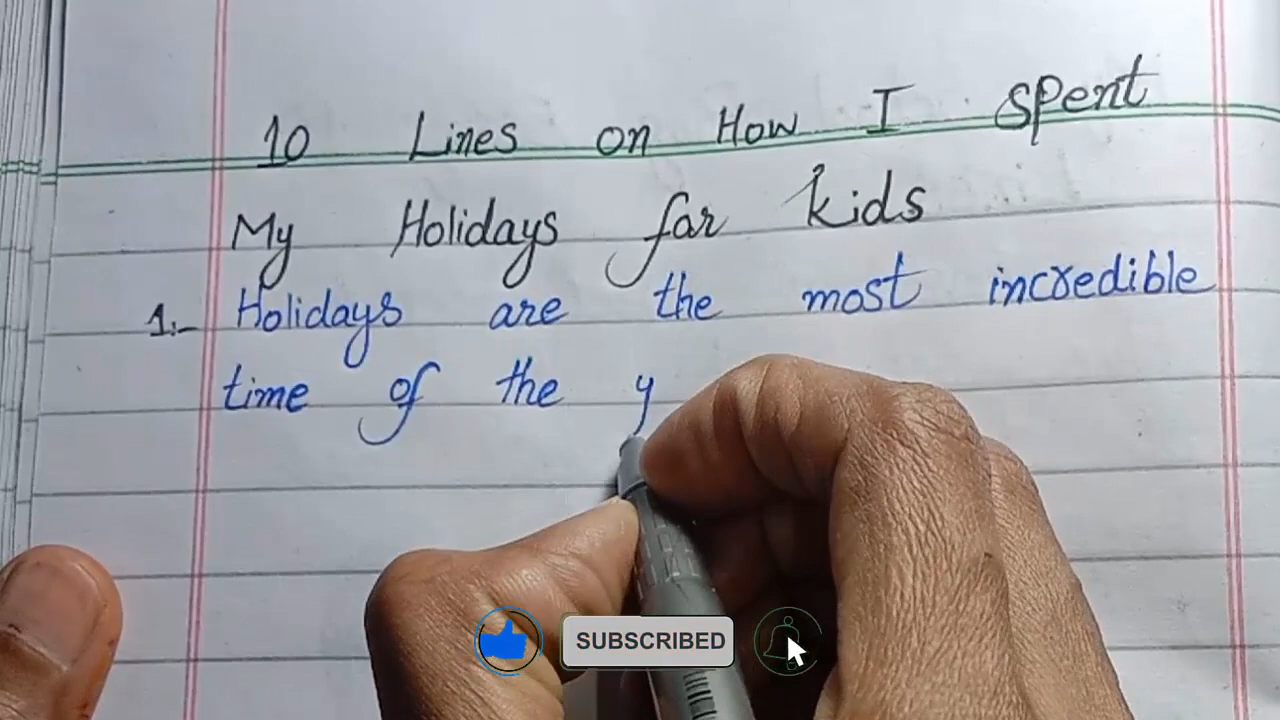 10 Lines on How I spent
My Holidays for kids
1:- Holidays are the most incredible
time of the y
SUBSCRIBED